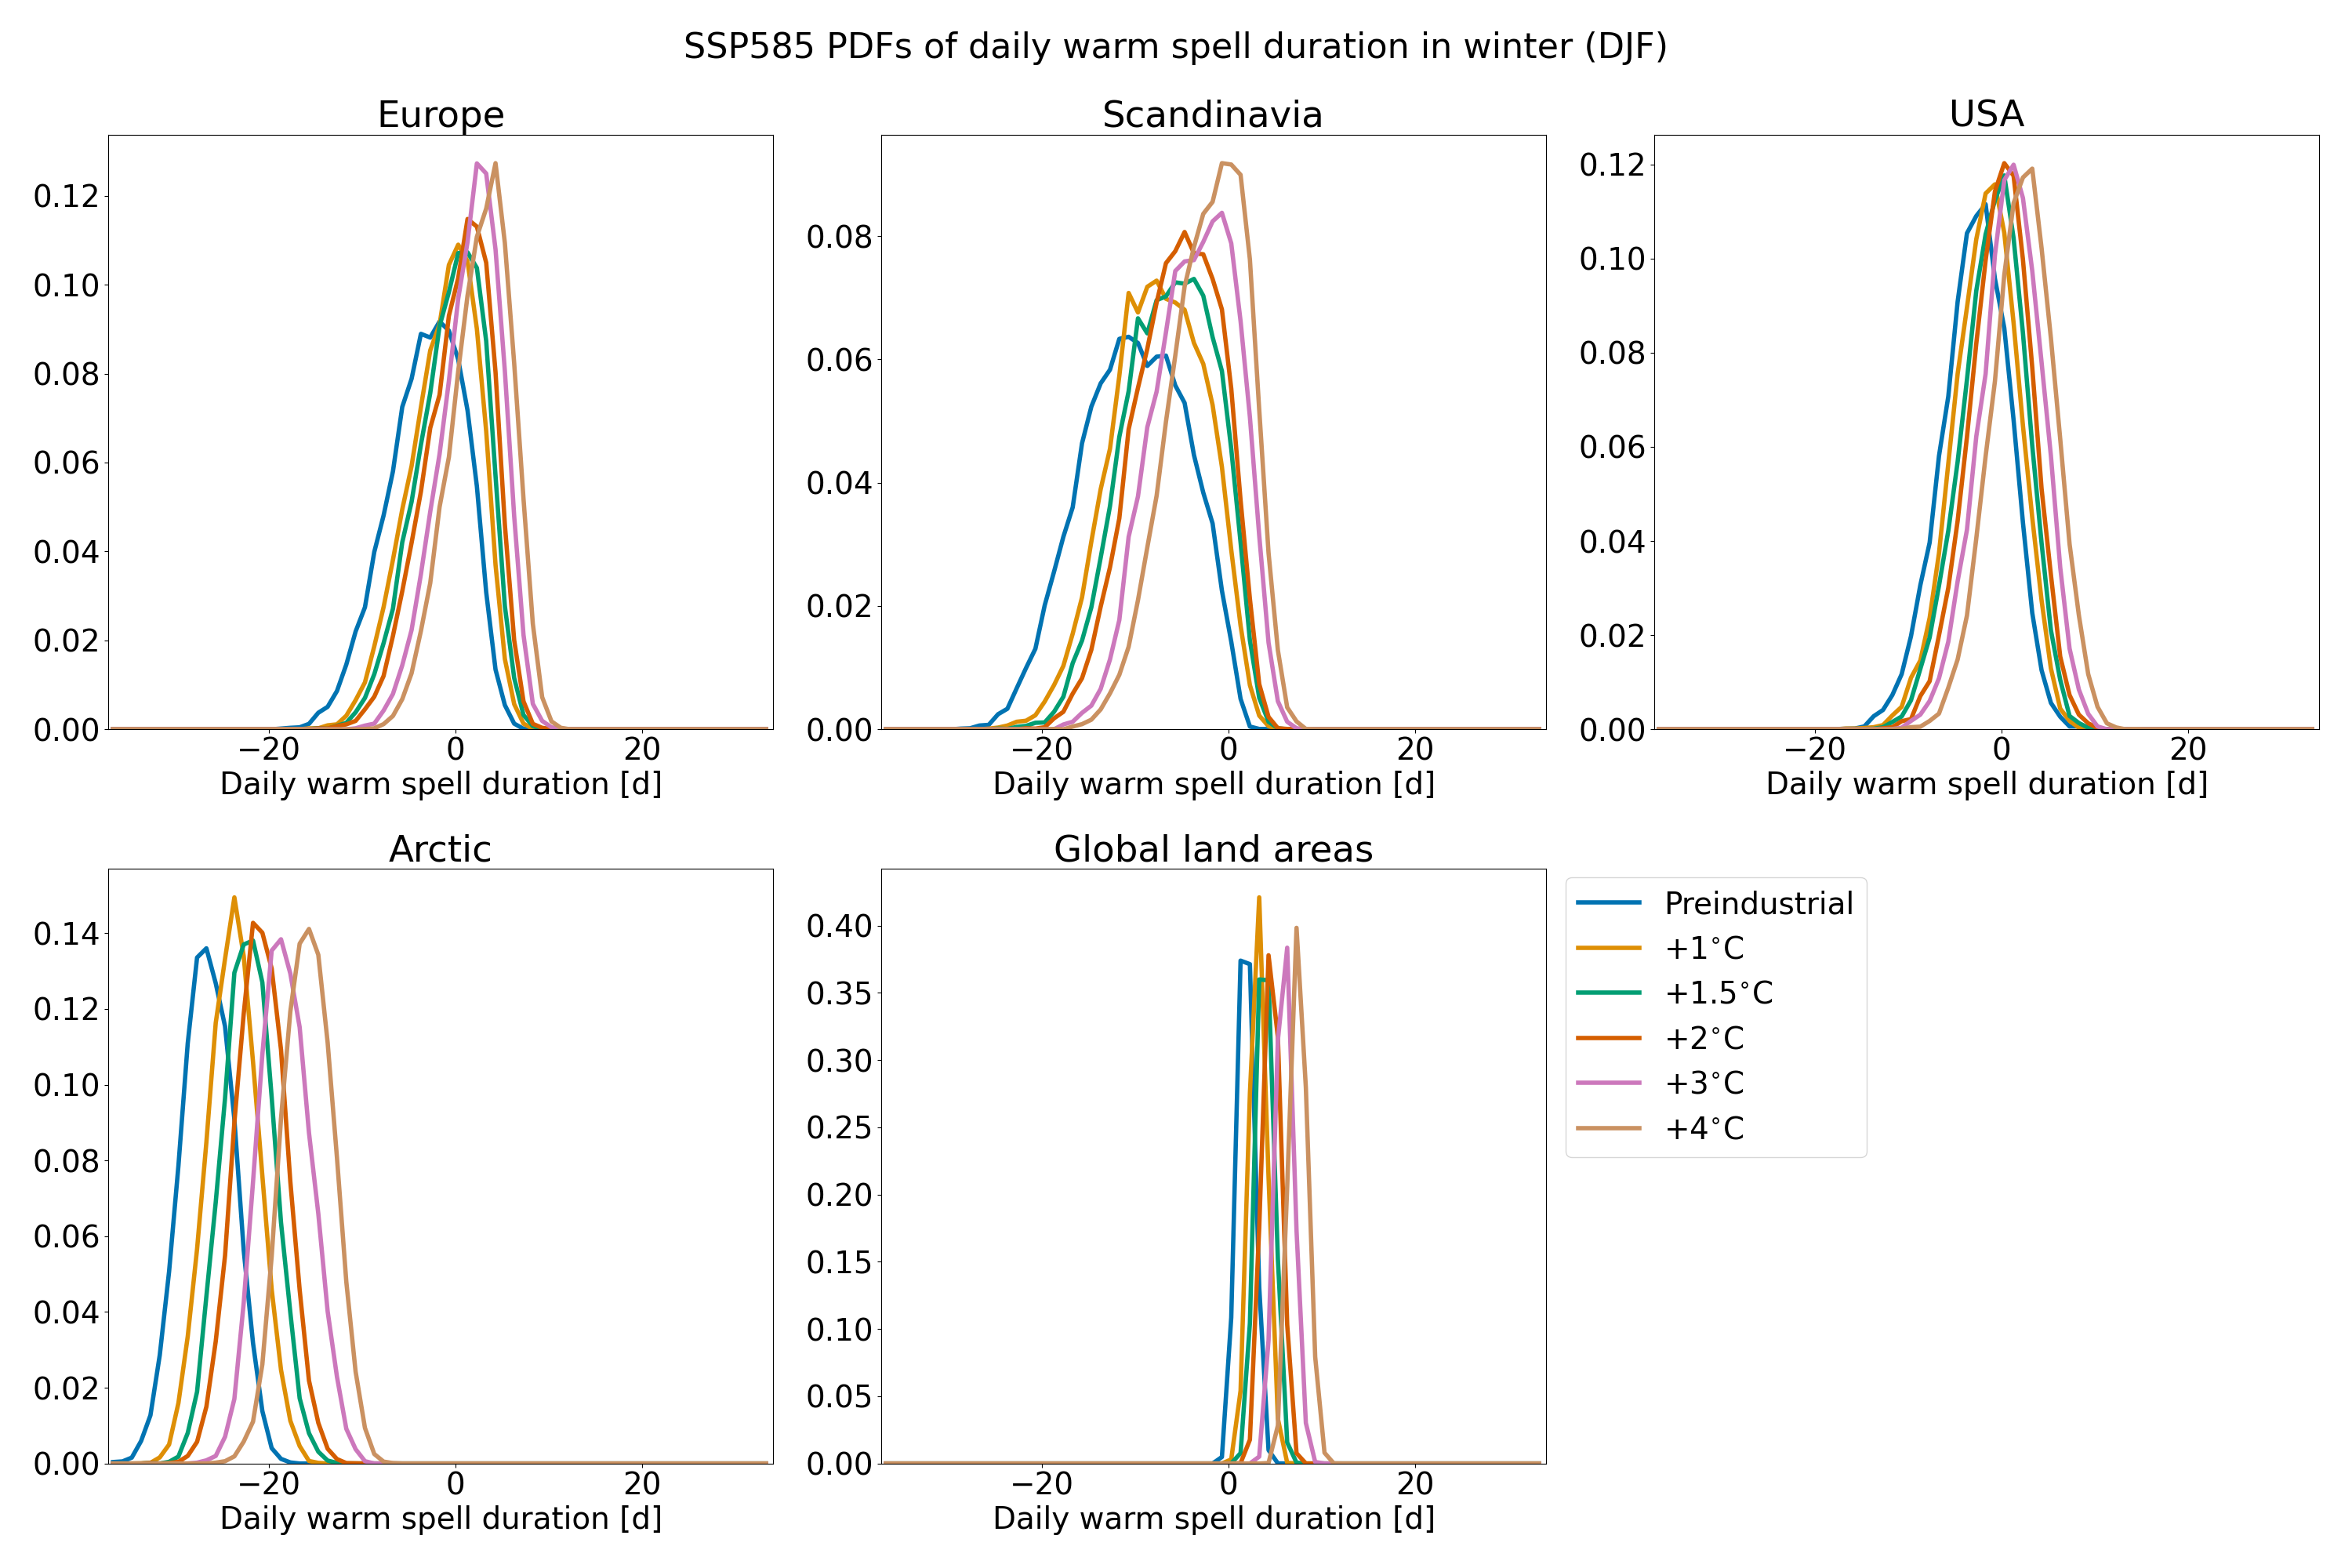 SSP585 PDFs of daily warm spell duration in winter (DJF)
Europe
0.12
0.10
0.08
0.06
0.04
0.02
0.00
−20 0 20
Daily warm spell duration [d]
Scandinavia
0.08
0.06
0.04
0.02
0.00
−20 0 20
Daily warm spell duration [d]
USA
0.12
0.10
0.08
0.06
0.04
0.02
0.00
−20 0 20
Daily warm spell duration [d]
Arctic
0.14
0.12
0.10
0.08
0.06
0.04
0.02
0.00
−20 0 20
Daily warm spell duration [d]
Global land areas
0.40
0.35
0.30
0.25
0.20
0.15
0.10
0.05
0.00
−20 0 20
Daily warm spell duration [d]
Preindustrial
+1°C
+1.5°C
+2°C
+3°C
+4°C